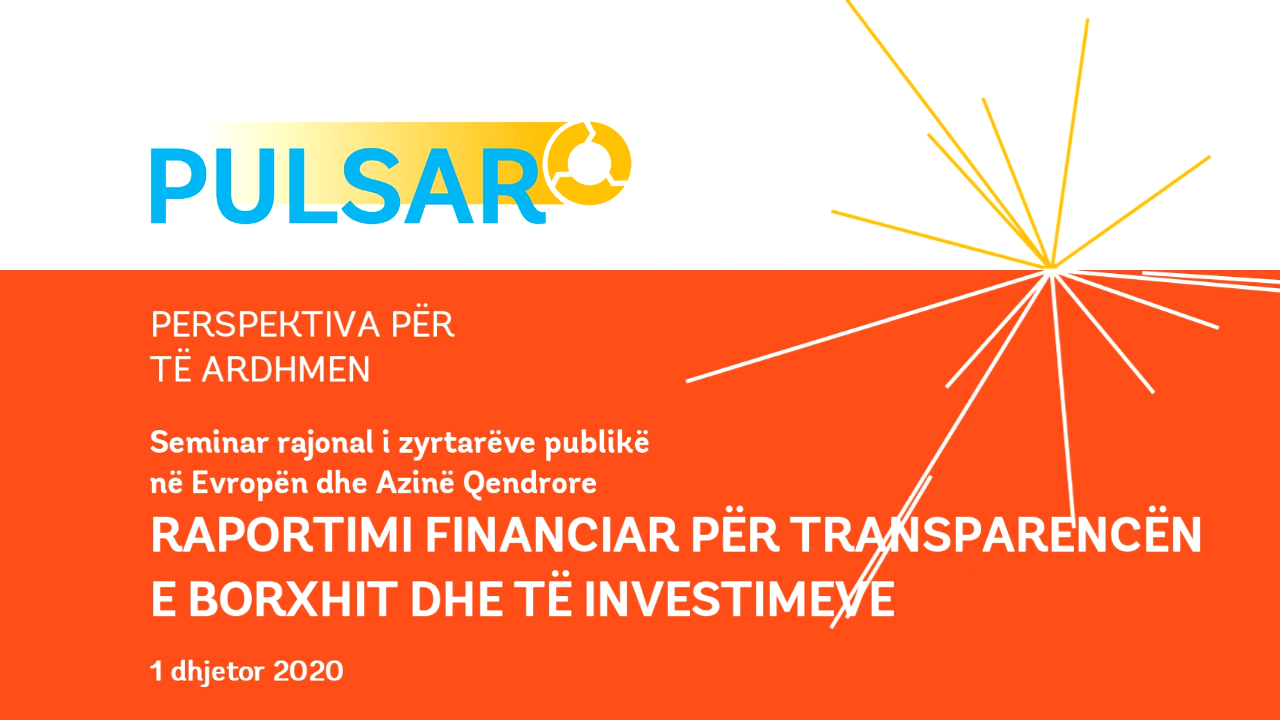 PULSAR
PERSPEKTIVA PËR
TË ARDHMEN
Seminar rajonal i zyrtarëve publikë
në Evropën dhe Azinë Qendrore
RAPORTIMI FINANCIAR PËR TRANSPARENCËN
E BORXHIT DHE TË INVESTIMEVE
1 dhjetor 2020